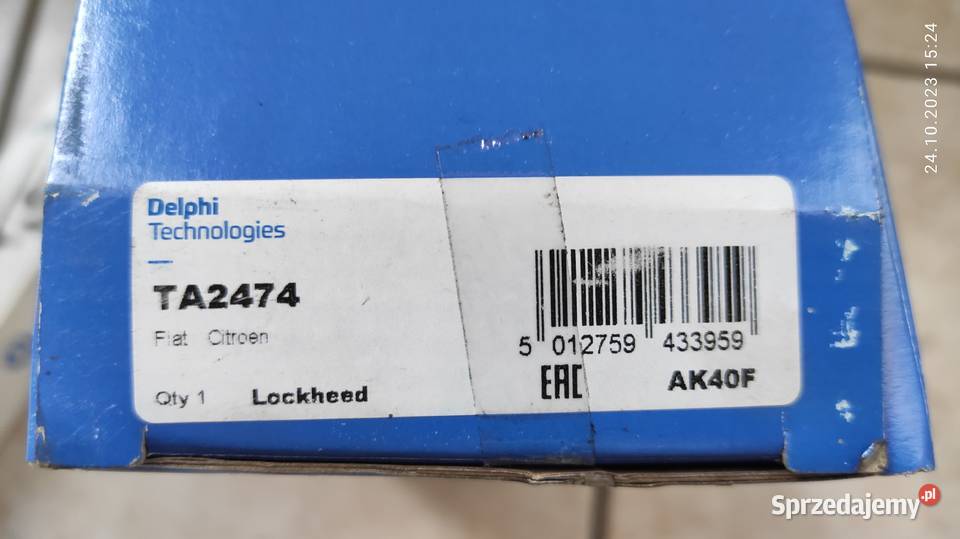 24.10.2023 15:24
Delphi
Technologies
TA2474
Fiat Citroen
Qty 1 Lockheed
5 012759 433959
EAC AK40F
Sprzedajemy.pl